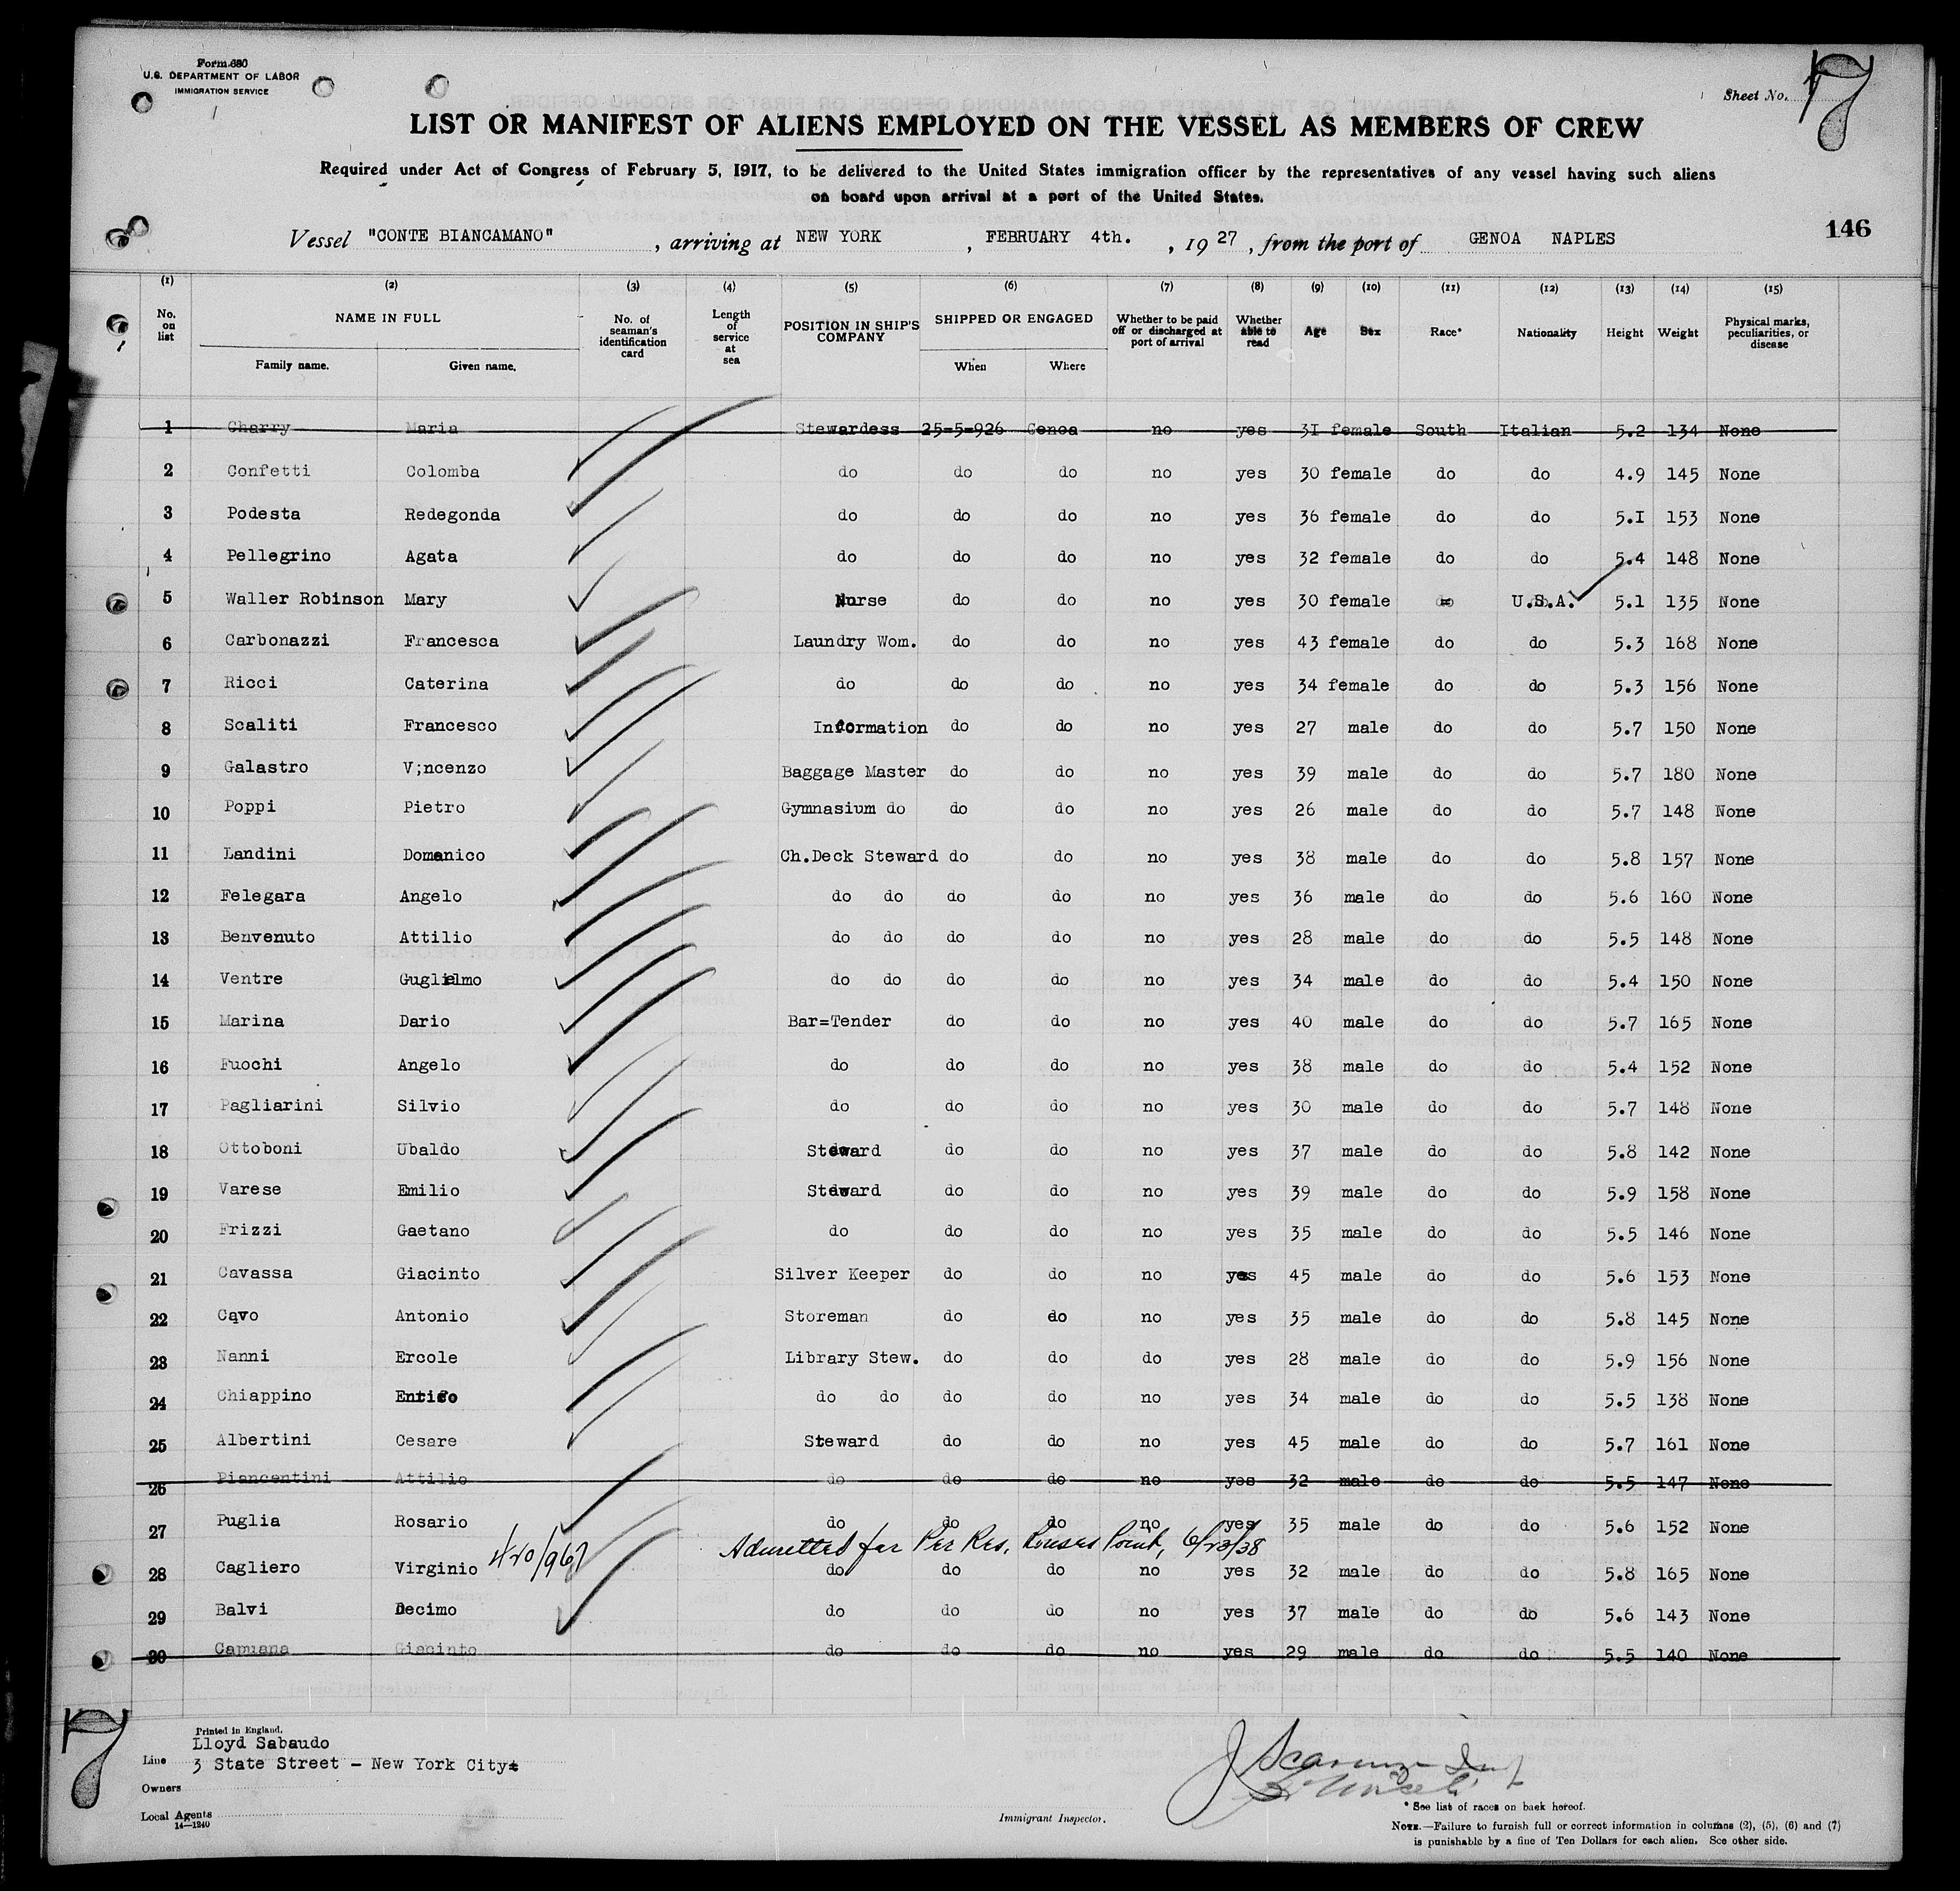 Form 680
U.S. DEPARTMENT OF LABOR
IMMIGRATION SERVICE
Sheet No. 7
7
LIST OR MANIFEST OF ALIENS EMPLOYED ON THE VESSEL AS MEMBERS OF CREW
Required under Act of Congress of February 5, 1917, to be delivered to the United States immigration officer by the representatives of any vessel having such aliens
on board upon arrival at a port of the United States.
146
Vessel "CONTE BIANCAMANO", arriving at NEW YORK, FEBRUARY 4th., 1927, from the port of GENOA NAPLES
(1) (2) (3) (4) (5) (6) (7) (8) (9) (10) (11) (12) (13) (14) (15)
No. on list NAME IN FULL Family name. Given name. No. of seaman's identification card Length of service at sea POSITION IN SHIP'S COMPANY SHIPPED OR ENGAGED When Where Whether to be paid off or discharged at port of arrival Whether able to read Age Sex Race* Nationality Height Weight Physical marks, peculiarities, or disease
1 Charry Maria Stewardess 25=5=926 Genoa no yes 3I female South Italian 5.2 134 None
2 Confetti Colomba do do do no yes 30 female do do 4.9 145 None
3 Podesta Redegonda do do do no yes 36 female do do 5.I 153 None
4 Pellegrino Agata do do do no yes 32 female do do 5.4 148 None
5 Waller Robinson Mary Nurse do do no yes 30 female = U.S.A. 5.1 135 None
6 Carbonazzi Francesca Laundry Wom. do do no yes 43 female do do 5.3 168 None
7 Ricci Caterina do do do no yes 34 female do do 5.3 156 None
8 Scaliti Francesco Information do do no yes 27 male do do 5.7 150 None
9 Galastro V;ncenzo Baggage Master do do no yes 39 male do do 5.7 180 None
10 Poppi Pietro Gymnasium do do do no yes 26 male do do 5.7 148 None
11 Landini Domenico Ch.Deck Steward do do no yes 38 male do do 5.8 157 None
12 Felegara Angelo do do do do no yes 36 male do do 5.6 160 None
13 Benvenuto Attilio do do do do no yes 28 male do do 5.5 148 None
14 Ventre Guglielmo do do do do no yes 34 male do do 5.4 150 None
15 Marina Dario Bar=Tender do do no yes 40 male do do 5.7 165 None
16 Fuochi Angelo do do do no yes 38 male do do 5.4 152 None
17 Pagliarini Silvio do do do no yes 30 male do do 5.7 148 None
18 Ottoboni Ubaldo Steward do do no yes 37 male do do 5.8 142 None
19 Varese Emilio Steward do do no yes 39 male do do 5.9 158 None
20 Frizzi Gaetano do do do no yes 35 male do do 5.5 146 None
21 Cavassa Giacinto Silver Keeper do do no yes 45 male do do 5.6 153 None
22 Cavo Antonio Storeman do do no yes 35 male do do 5.8 145 None
23 Nanni Ercole Library Stew. do do do yes 28 male do do 5.9 156 None
24 Chiappino do do do do no yes 34 male do do 5.5 138 None
25 Albertini Cesare Steward do do no yes 45 male do do 5.7 161 None
26 Piancentini Attilio do do do no yes 32 male do do 5.5 147 None
27 Puglia Rosario do do do no yes 35 male do do 5.6 152 None
Admitted for Per Res. Rouses Point, 6/23/38
28 Cagliero Virginio do do do no yes 32 male do do 5.8 165 None
29 Balvi Decimo do do do no yes 37 male do do 5.6 143 None
30 Capuana Giacinto do do do no yes 29 male do do 5.5 140 None
7
Printed in England.
Line Lloyd Sabaudo
3 State Street - New York City
Owners
Local Agents
14—1240
Immigrant Inspector.
* See list of races on back hereof.
NOTE.—Failure to furnish full or correct information in columns (2), (5), (6) and (7)
is punishable by a fine of Ten Dollars for each alien. See other side.